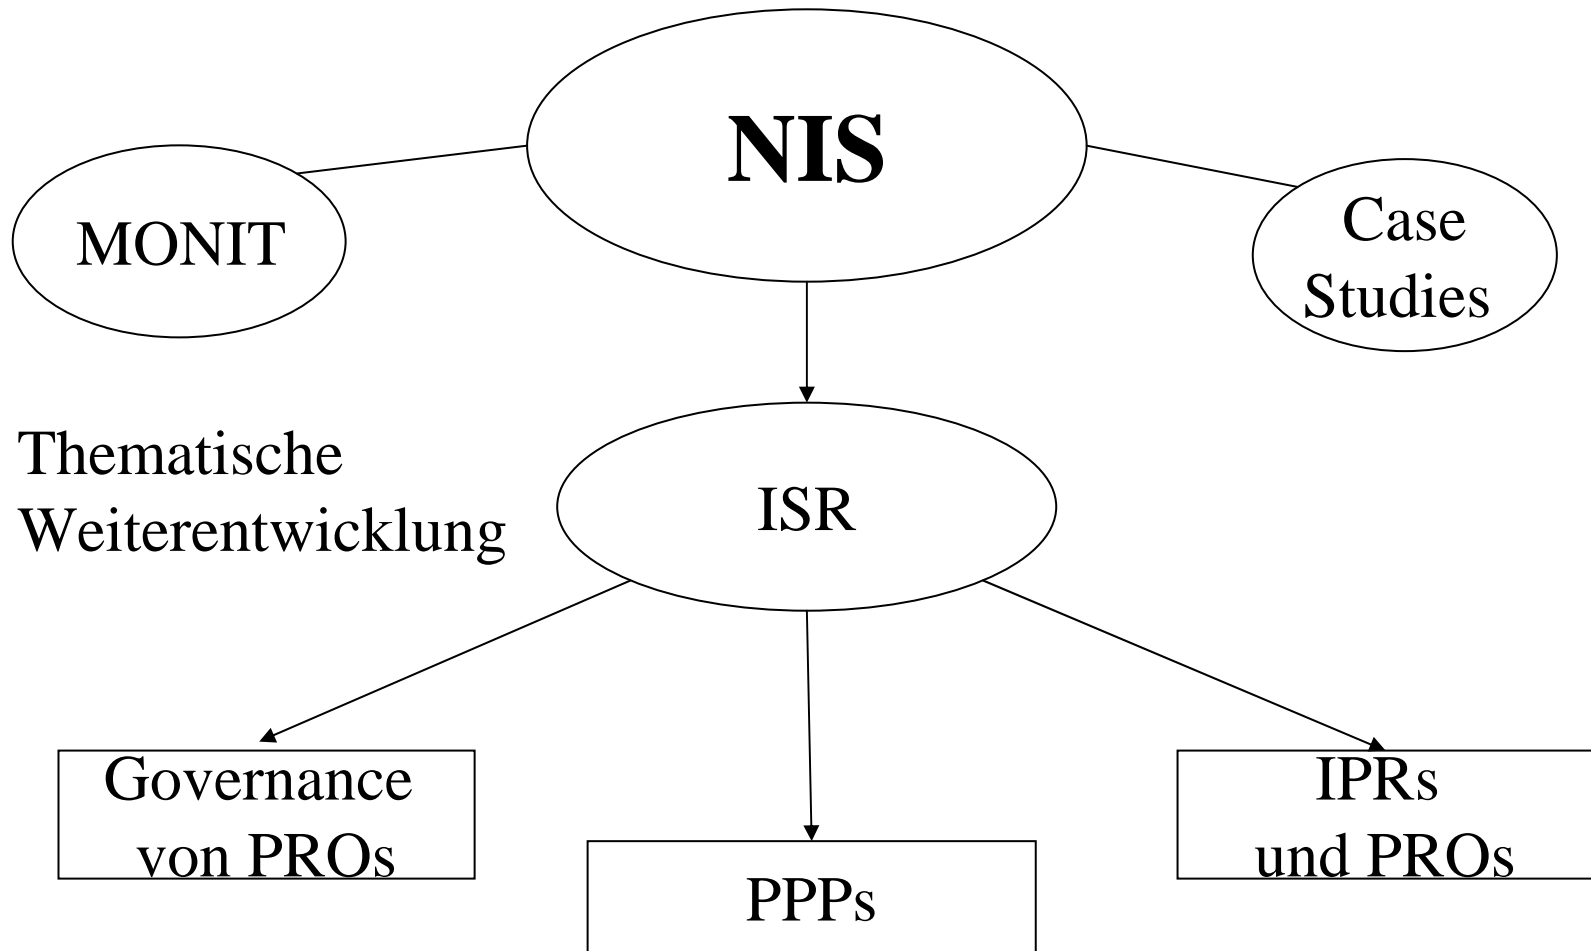 NIS
MONIT
Case
Studies
Thematische
Weiterentwicklung
ISR
Governance
von PROs
PPPs
IPRs
und PROs